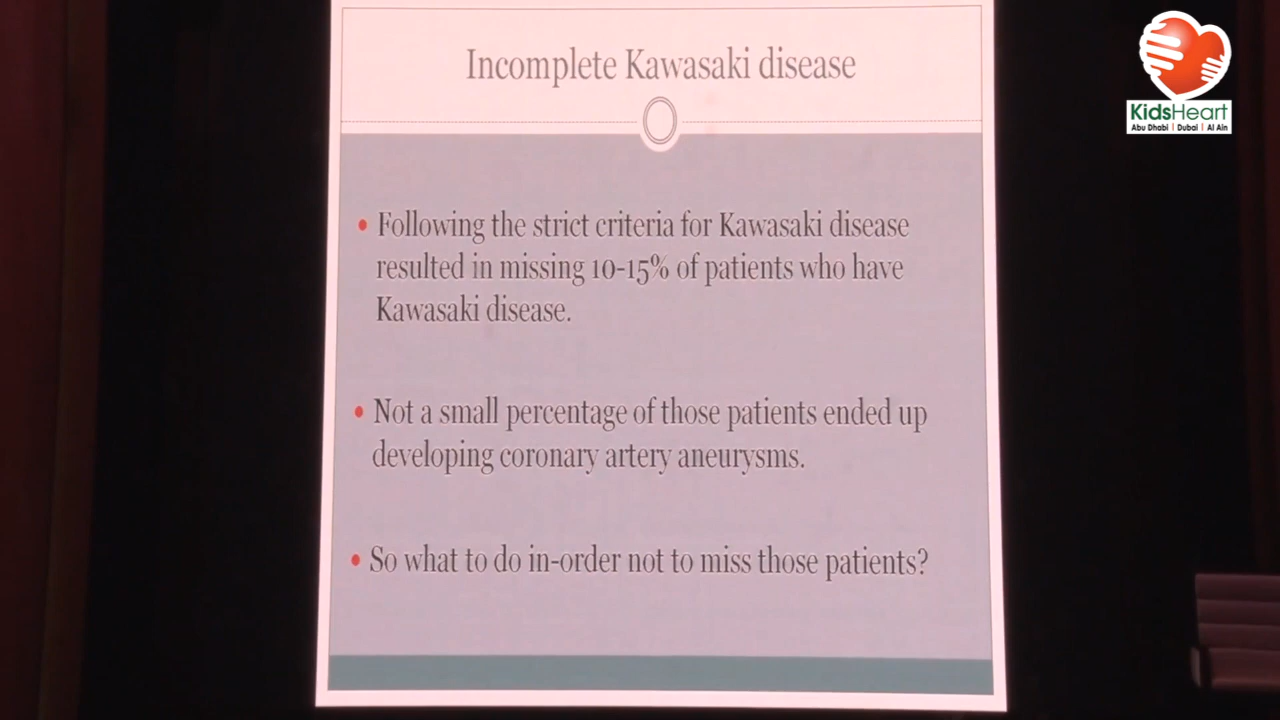 Incomplete Kawasaki disease
KidsHeart
Abu Dhabi | Dubai | Al Ain
• Following the strict criteria for Kawasaki disease
resulted in missing 10-15% of patients who have
Kawasaki disease.
• Not a small percentage of those patients ended up
developing coronary artery aneurysms.
• So what to do in-order not to miss those patients?